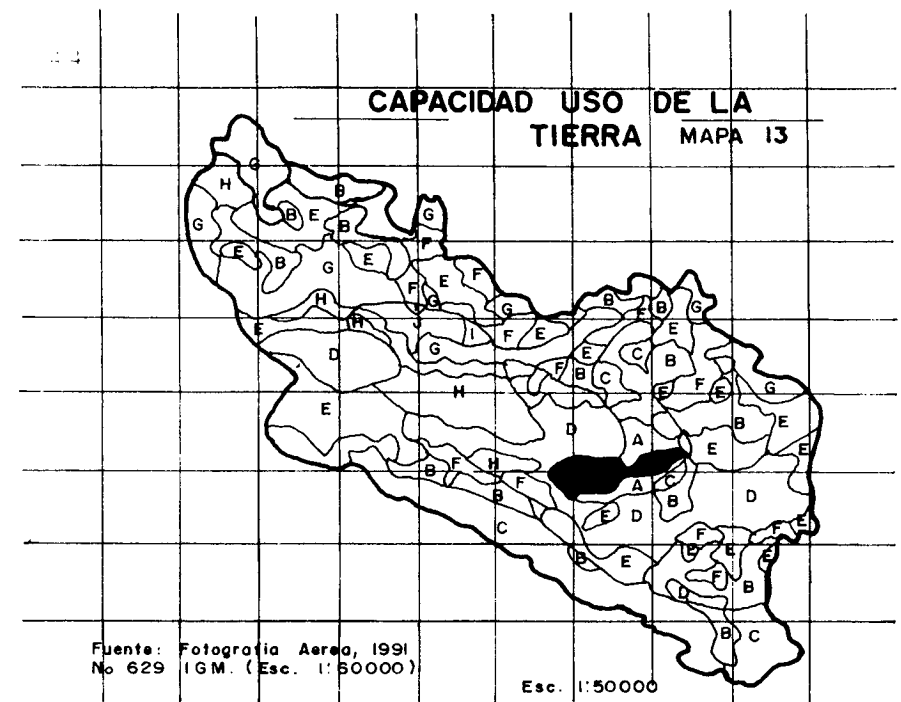 CAPACIDAD USO DE LA
TIERRA MAPA 13
G
H
B
B E
B
G
G
F
E
B
G
E
E
F
F
G
H
H
J
I
G
F
E
B
E
B
G
E
E
D
G
F
B
E
C
C
B
E
F
E
G
H
E
D
A
B
E
E
E
B
F
H
F
A
C
B
D
B
C
E
D
F
F
E
E
E
E
B
E
F
D
B
B
C
Fuente: Fotografia Aerea, 1991
No 629 IGM. (Esc. 1:60000)
Esc. 1:50000